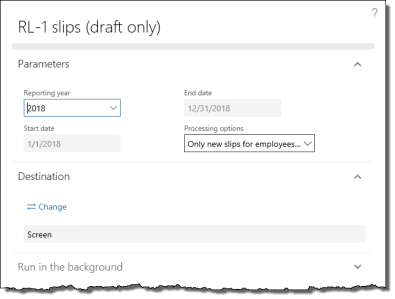 ?
RL-1 slips (draft only)
Parameters
Reporting year
2018
End date
12/31/2018
Start date
1/1/2018
Processing options
Only new slips for employees...
Destination
Change
Screen
Run in the background